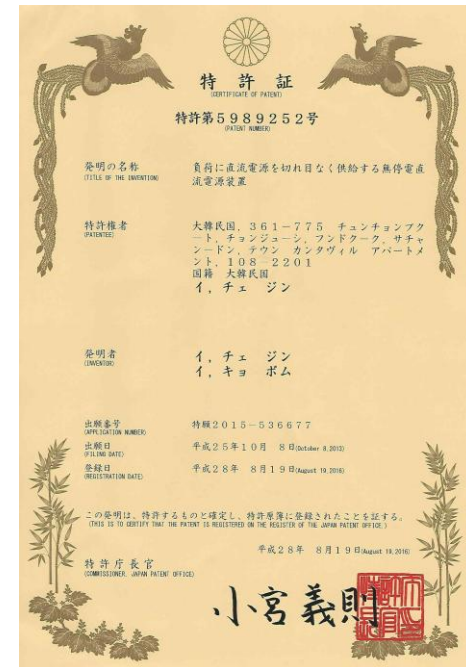 特許証
(CERTIFICATE OF PATENT)
特許第5989252号
(PATENT NUMBER)
発明の名称
(TITLE OF THE INVENTION)
負荷に直流電源を切れ目なく供給する無停電直
流電源装置
特許権者
(PATENTEE)
大韓民国, 361-775 チュンチョンブク
ート, チョンジューシ, フンドクーク, サチャ
ンードン, テウン カンタヴィル アパートメ
ント, 108-2201
国籍 大韓民国
イ, チェ ジン
発明者
(INVENTOR)
イ, チェ ジン
イ, キョ ボム
出願番号
(APPLICATION NUMBER)
特願2015-536677
出願日
(FILING DATE)
平成25年10月 8日(October 8,2013)
登録日
(REGISTRATION DATE)
平成28年 8月19日(August 19,2016)
この発明は、特許するものと確定し、特許原簿に登録されたことを証する。
(THIS IS TO CERTIFY THAT THE PATENT IS REGISTERED ON THE REGISTER OF THE JAPAN PATENT OFFICE.)
平成28年 8月19日(August 19,2016)
特許庁長官
(COMMISSIONER, JAPAN PATENT OFFICE)
小宮義則